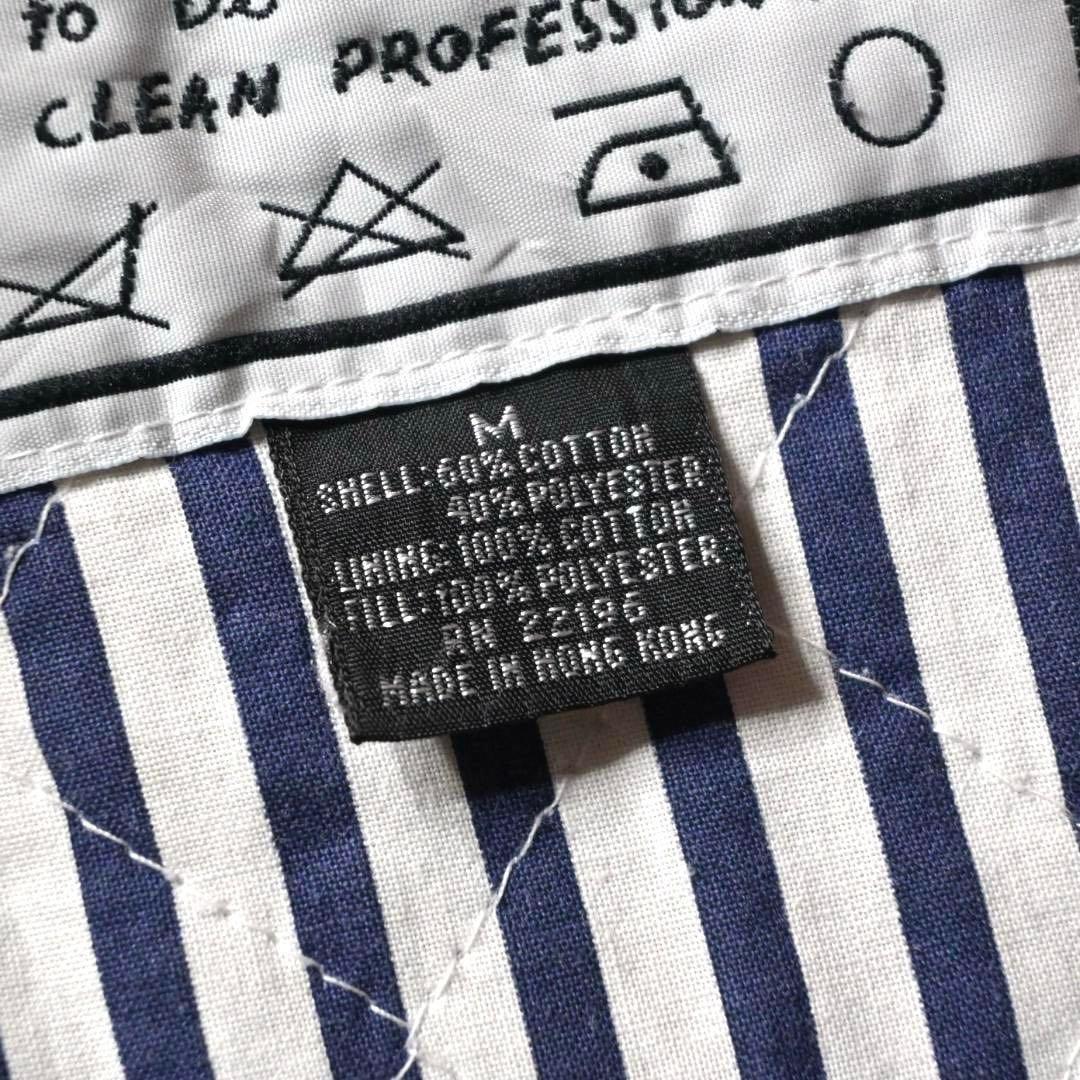 TO
CLEAN PROFESSION
M
SHELL: 60% COTTON
40% POLYESTER
LINING: 100% COTTON
FILL: 100% POLYESTER
RN 22196
MADE IN HONG KONG